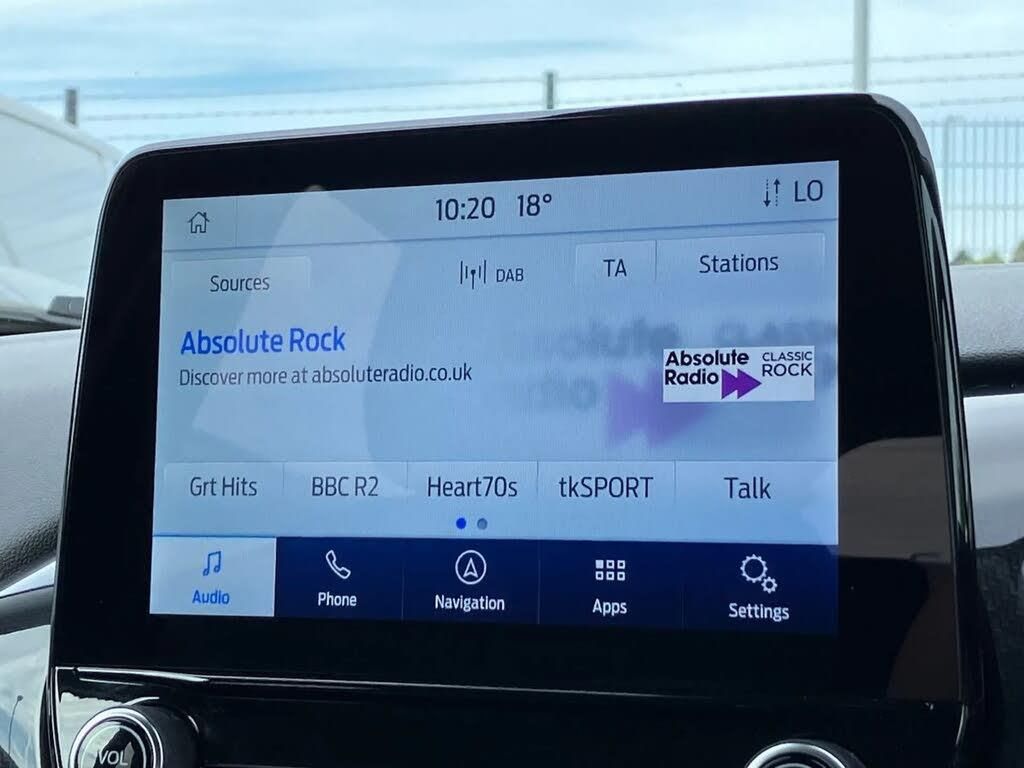 10:20 18° LO
Sources DAB TA Stations
Absolute Rock
Discover more at absoluteradio.co.uk
Absolute Radio CLASSIC ROCK
Grt Hits BBC R2 Heart70s tkSPORT Talk
Audio Phone Navigation Apps Settings
VOL